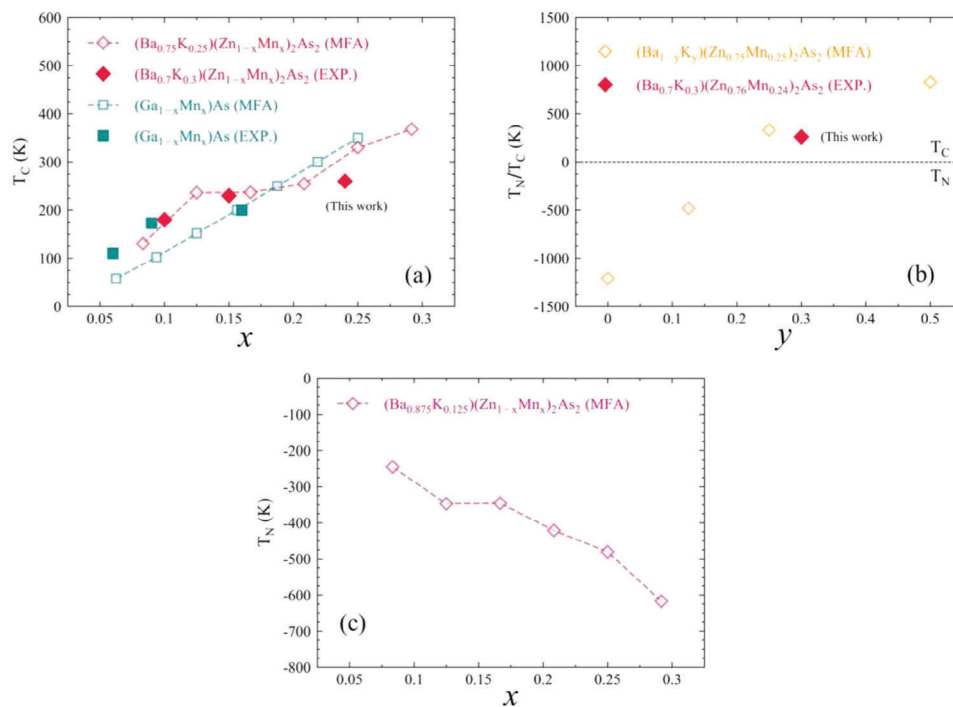 600
500
400
300
200
100
0
T_C (K)
(Ba₀.₇₅K₀.₂₅)(Zn₁₋ₓMnₓ)₂As₂ (MFA)
(Ba₀.₇K₀.₃)(Zn₁₋ₓMnₓ)₂As₂ (EXP.)
(Ga₁₋ₓMnₓ)As (MFA)
(Ga₁₋ₓMnₓ)As (EXP.)
(This work)
(a)
0.05 0.1 0.15 0.2 0.25 0.3
x
1500
1000
500
0
-500
-1000
-1500
T_N/T_C (K)
(Ba₁₋yK_y)(Zn₀.₇₅Mn₀.₂₅)₂As₂ (MFA)
(Ba₀.₇K₀.₃)(Zn₀.₇₆Mn₀.₂₄)₂As₂ (EXP.)
(This work)
T_C
T_N
(b)
0 0.1 0.2 0.3 0.4 0.5
y
0
-100
-200
-300
-400
-500
-600
-700
-800
T_N (K)
(Ba₀.₈₇₅K₀.₁₂₅)(Zn₁₋ₓMnₓ)₂As₂ (MFA)
(c)
0.05 0.1 0.15 0.2 0.25 0.3
x